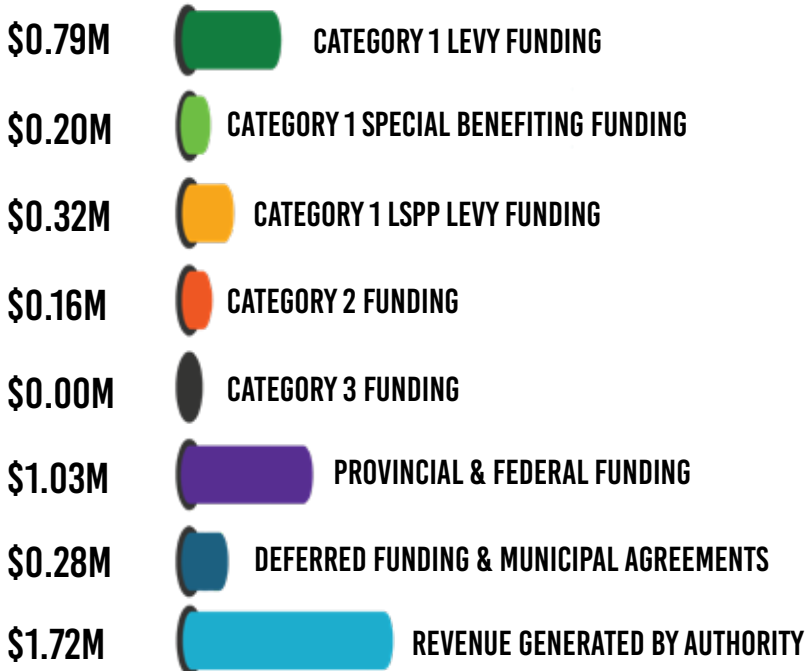 $0.79M CATEGORY 1 LEVY FUNDING
$0.20M CATEGORY 1 SPECIAL BENEFITING FUNDING
$0.32M CATEGORY 1 LSPP LEVY FUNDING
$0.16M CATEGORY 2 FUNDING
$0.00M CATEGORY 3 FUNDING
$1.03M PROVINCIAL & FEDERAL FUNDING
$0.28M DEFERRED FUNDING & MUNICIPAL AGREEMENTS
$1.72M REVENUE GENERATED BY AUTHORITY